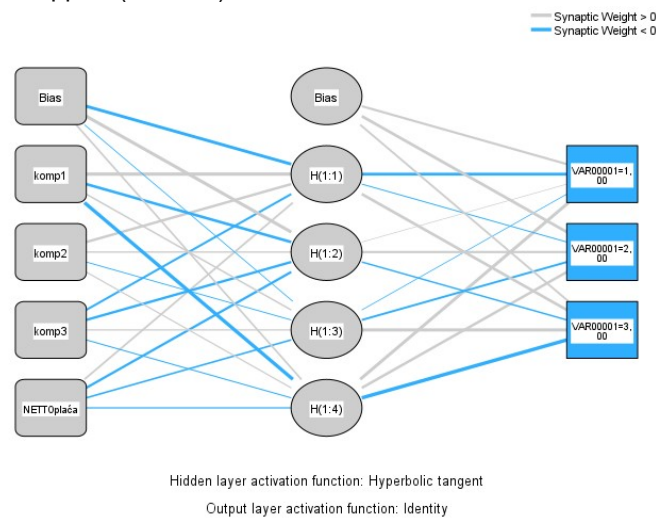 Synaptic Weight > 0
Synaptic Weight < 0
Bias
Bias
komp1
H(1:1)
VAR00001=1,
00
komp2
H(1:2)
VAR00001=2,
00
komp3
H(1:3)
VAR00001=3,
00
NETTOplaća
H(1:4)
Hidden layer activation function: Hyperbolic tangent
Output layer activation function: Identity